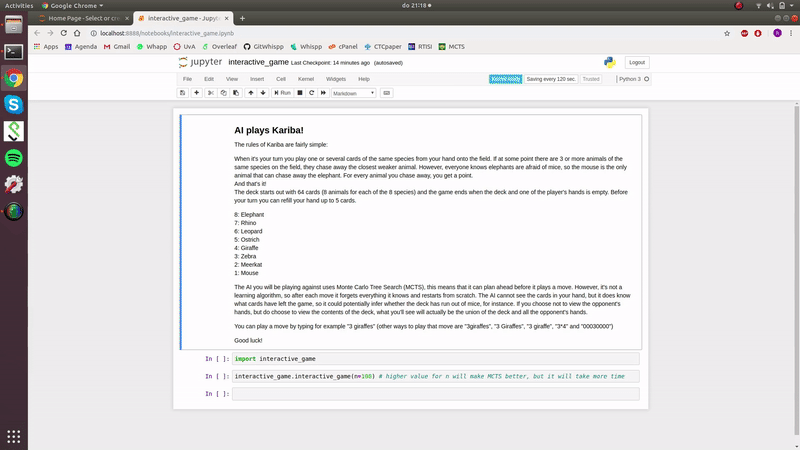 Activities Google Chrome do 21:18
Home Page - Select or cre
interactive_game - Jupyte
localhost:8888/notebooks/interactive_game.ipynb
Apps Agenda Gmail Whapp UvA Overleaf GitWhispp Whispp cPanel CTCpaper RTISI MCTS
jupyter interactive_game Last Checkpoint: 14 minutes ago (autosaved) Logout
File Edit View Insert Cell Kernel Widgets Help Saving every 120 sec. Trusted Python 3
Run Markdown
AI plays Kariba!
The rules of Kariba are fairly simple:
When it's your turn you play one or several cards of the same species from your hand onto the field. If at some point there are 3 or more animals of the
same species on the field, they chase away the closest weaker animal. However, everyone knows elephants are afraid of mice, so the mouse is the only
animal that can chase away the elephant. For every animal you chase away, you get a point.
And that's it!
The deck starts out with 64 cards (8 animals for each of the 8 species) and the game ends when the deck and one of the player's hands is empty. Before
your turn you can refill your hand up to 5 cards.
8: Elephant
7: Rhino
6: Leopard
5: Ostrich
4: Giraffe
3: Zebra
2: Meerkat
1: Mouse
The AI you will be playing against uses Monte Carlo Tree Search (MCTS), this means that it can plan ahead before it plays a move. However, it's not a
learning algorithm, so after each move it forgets everything it knows and restarts from scratch. The AI cannot see the cards in your hand, but it does know
what cards have left the game, so it could potentially infer whether the deck has run out of mice, for instance. If you choose not to view the opponent's
hands, but do choose to view the contents of the deck, what you'll see will actually be the union of the deck and all the opponent's hands.
You can play a move by typing for example "3 giraffes" (other ways to play that move are "3giraffes", "3 Giraffes", "3 giraffe", "3*4" and "00030000")
Good luck!
In [ ]: import interactive_game
In [ ]: interactive_game.interactive_game(n=100) # higher value for n will make MCTS better, but it will take more time
In [ ]: